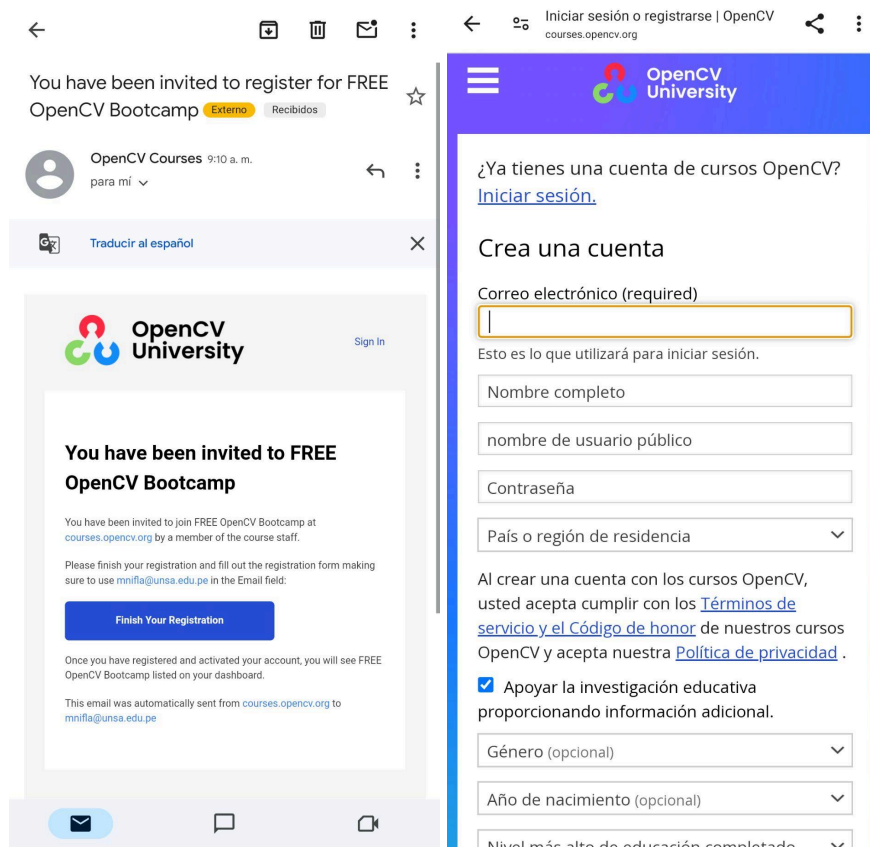 You have been invited to register for FREE
OpenCV Bootcamp Externo Recibidos
OpenCV Courses 9:10 a. m.
para mí
Traducir al español
OpenCV
University
Sign In
You have been invited to FREE
OpenCV Bootcamp
You have been invited to join FREE OpenCV Bootcamp at
courses.opencv.org by a member of the course staff.
Please finish your registration and fill out the registration form making
sure to use mnifla@unsa.edu.pe in the Email field:
Finish Your Registration
Once you have registered and activated your account, you will see FREE
OpenCV Bootcamp listed on your dashboard.
This email was automatically sent from courses.opencv.org to
mnifla@unsa.edu.pe
Iniciar sesión o registrarse | OpenCV
courses.opencv.org
OpenCV
University
¿Ya tienes una cuenta de cursos OpenCV?
Iniciar sesión.
Crea una cuenta
Correo electrónico (required)
Esto es lo que utilizará para iniciar sesión.
Nombre completo
nombre de usuario público
Contraseña
País o región de residencia
Al crear una cuenta con los cursos OpenCV,
usted acepta cumplir con los Términos de
servicio y el Código de honor de nuestros cursos
OpenCV y acepta nuestra Política de privacidad .
Apoyar la investigación educativa
proporcionando información adicional.
Género (opcional)
Año de nacimiento (opcional)
Nivel más alto de educación completado